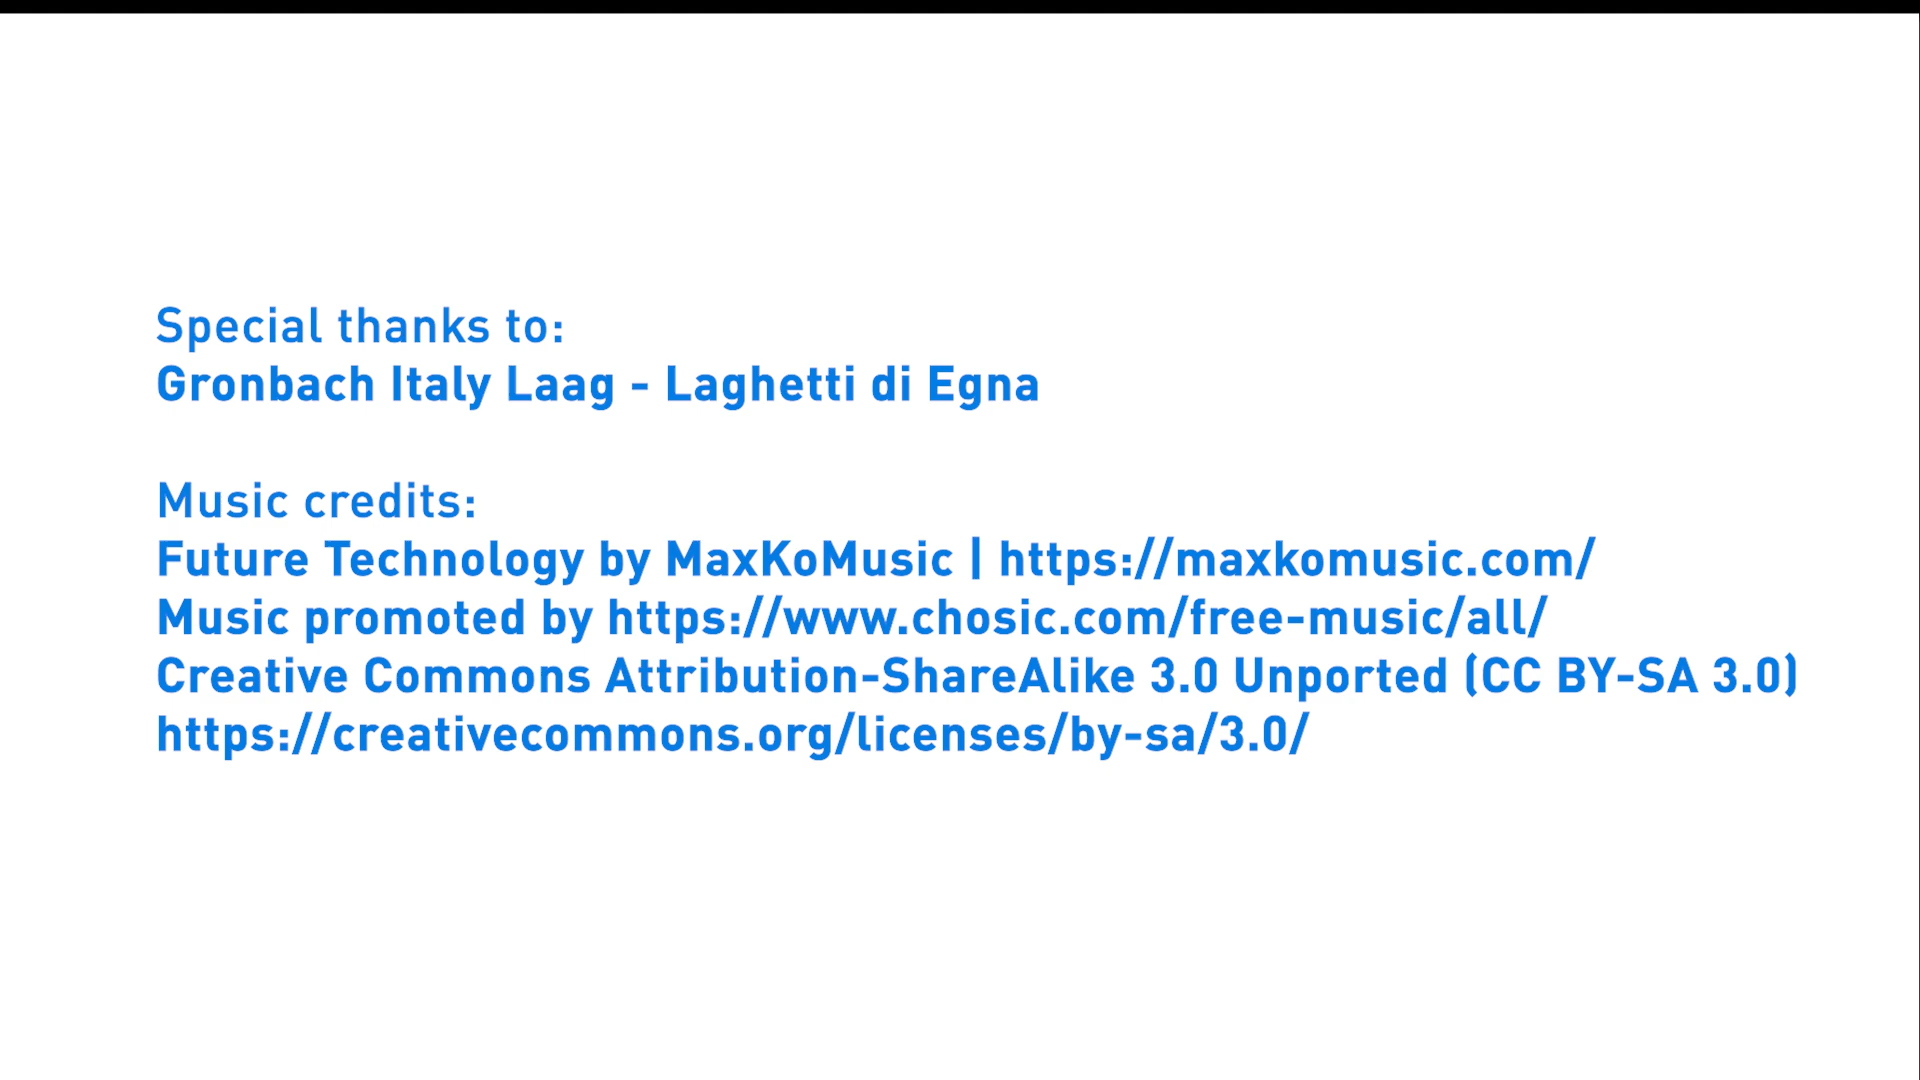 Special thanks to:
Gronbach Italy Laag - Laghetti di Egna
Music credits:
Future Technology by MaxKoMusic | https://maxkomusic.com/
Music promoted by https://www.chosic.com/free-music/all/
Creative Commons Attribution-ShareAlike 3.0 Unported (CC BY-SA 3.0)
https://creativecommons.org/licenses/by-sa/3.0/